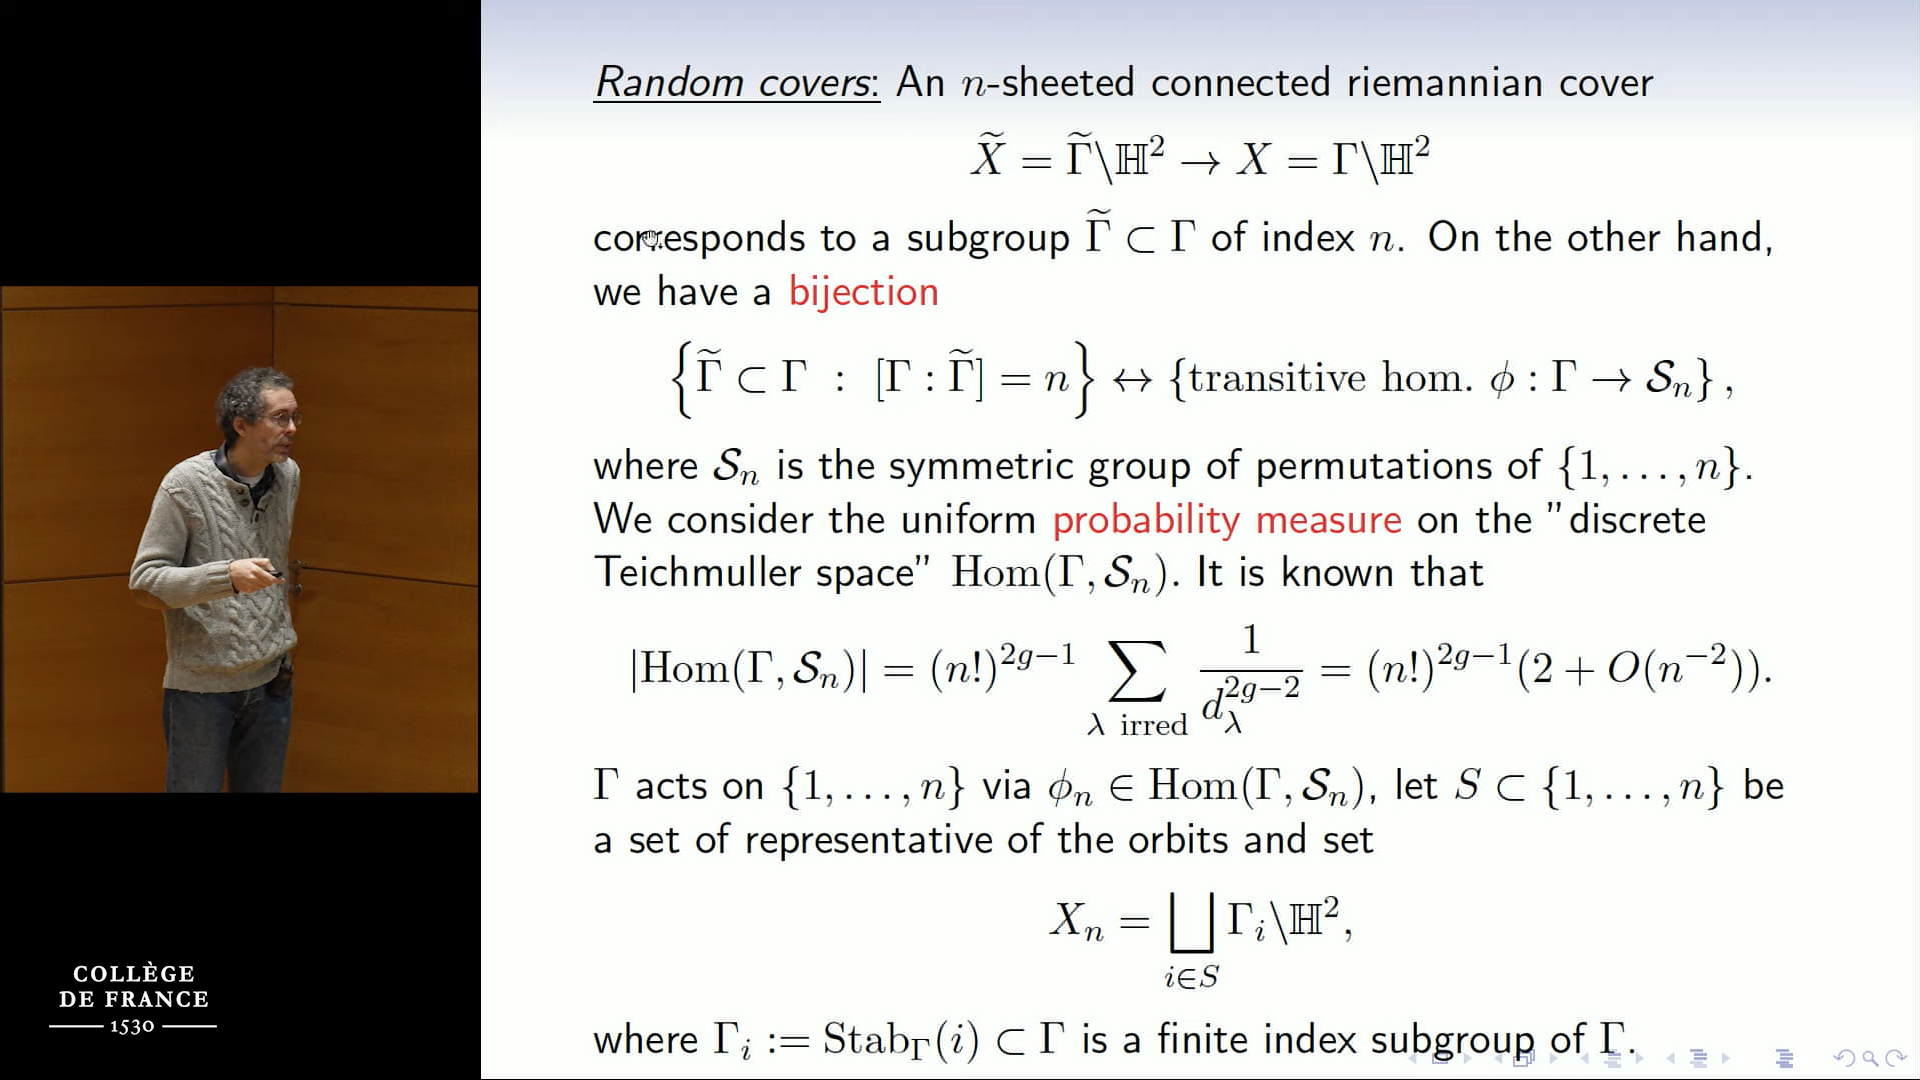 Random covers: An n-sheeted connected riemannian cover
X̃ = Γ̃\ℍ² → X = Γ\ℍ²
corresponds to a subgroup Γ̃ ⊂ Γ of index n. On the other hand,
we have a bijection
{Γ̃ ⊂ Γ : [Γ : Γ̃] = n} ↔ {transitive hom. ϕ : Γ → 𝒮ₙ},
where 𝒮ₙ is the symmetric group of permutations of {1, . . . , n}.
We consider the uniform probability measure on the ”discrete
Teichmuller space” Hom(Γ, 𝒮ₙ). It is known that
|Hom(Γ, 𝒮ₙ)| = (n!)^{2g−1} ∑_{λ irred} 1/d_λ^{2g−2} = (n!)^{2g−1}(2 + O(n^{−2})).
Γ acts on {1, . . . , n} via ϕₙ ∈ Hom(Γ, 𝒮ₙ), let S ⊂ {1, . . . , n} be
a set of representative of the orbits and set
Xₙ = ⨆_{i∈S} Γᵢ\ℍ²,
where Γᵢ := Stab_Γ(i) ⊂ Γ is a finite index subgroup of Γ.
COLLÈGE
DE FRANCE
1530